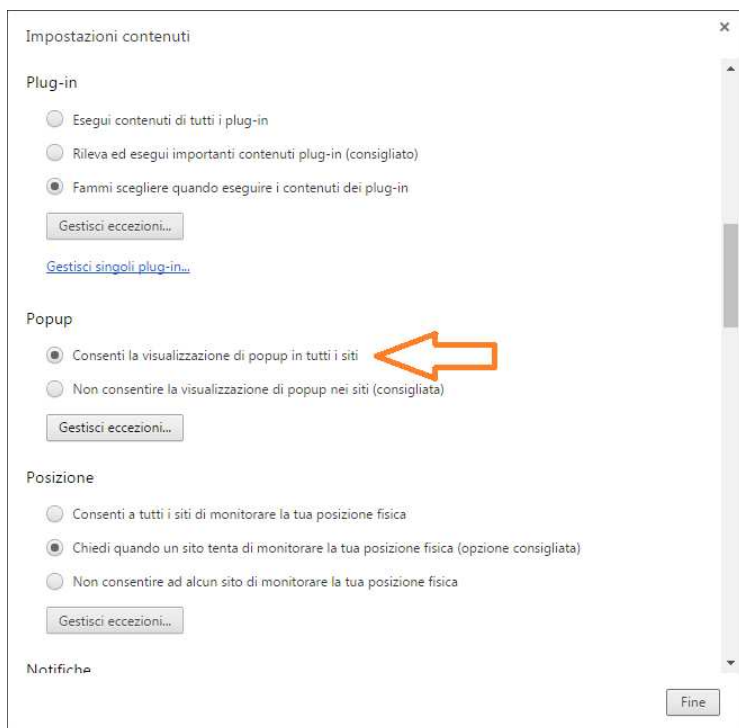 Impostazioni contenuti
Plug-in
Esegui contenuti di tutti i plug-in
Rileva ed esegui importanti contenuti plug-in (consigliato)
Fammi scegliere quando eseguire i contenuti dei plug-in
Gestisci eccezioni...
Gestisci singoli plug-in...
Popup
Consenti la visualizzazione di popup in tutti i siti
Non consentire la visualizzazione di popup nei siti (consigliata)
Gestisci eccezioni...
Posizione
Consenti a tutti i siti di monitorare la tua posizione fisica
Chiedi quando un sito tenta di monitorare la tua posizione fisica (opzione consigliata)
Non consentire ad alcun sito di monitorare la tua posizione fisica
Gestisci eccezioni...
Notifiche
Fine